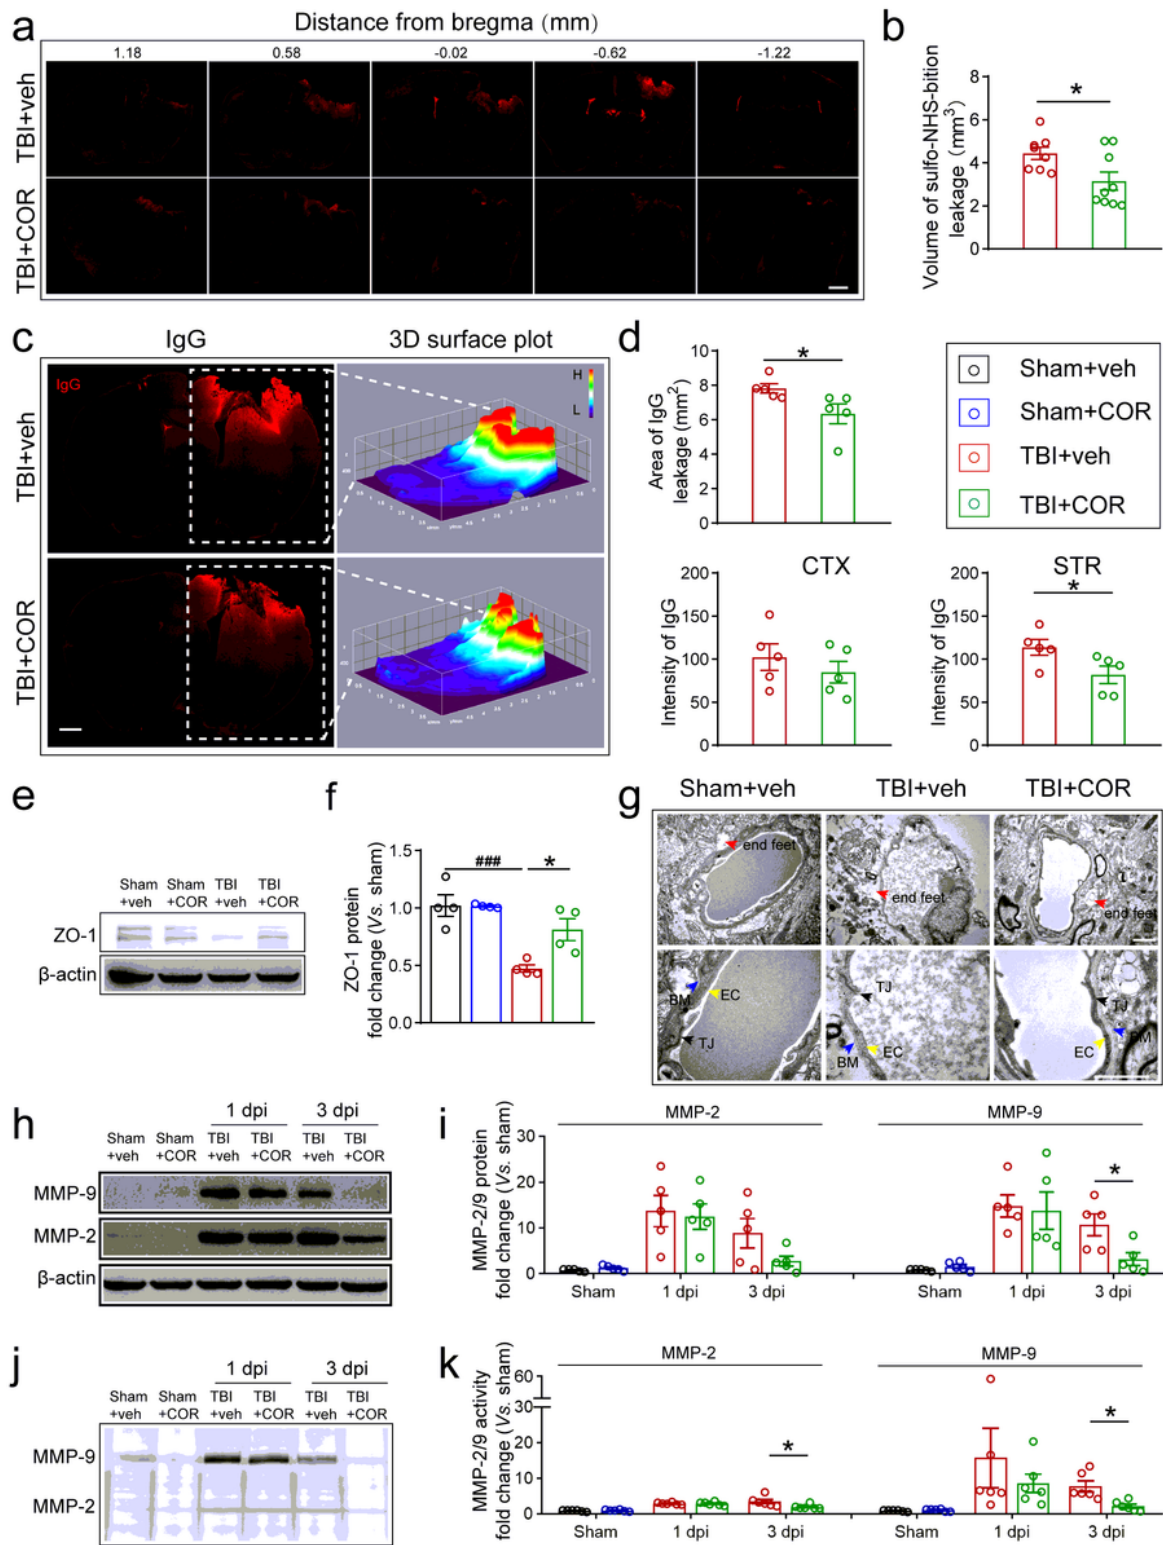 a
Distance from bregma (mm)
1.18 0.58 -0.02 -0.62 -1.22
TBI+veh
TBI+COR
b
Volume of sulfo-NHS-bition
leakage (mm³)
8
6
4
2
0
*
c
IgG 3D surface plot
IgG
H
L
TBI+veh
TBI+COR
d
Area of IgG
leakage (mm²)
10
8
6
4
2
0
*
Sham+veh
Sham+COR
TBI+veh
TBI+COR
CTX
Intensity of IgG
200
150
100
50
0
STR
Intensity of IgG
200
150
100
50
0
*
e
Sham +veh
Sham +COR
TBI +veh
TBI +COR
ZO-1
β-actin
f
ZO-1 protein
fold change (Vs. sham)
1.5
1.0
0.5
0.0
###
*
g
Sham+veh TBI+veh TBI+COR
end feet
end feet
end feet
BM
EC
TJ
TJ
BM
EC
TJ
EC
BM
h
1 dpi 3 dpi
Sham +veh
Sham +COR
TBI +veh
TBI +COR
TBI +veh
TBI +COR
MMP-9
MMP-2
β-actin
i
MMP-2 MMP-9
MMP-2/9 protein
fold change (Vs. sham)
30
20
10
0
*
Sham 1 dpi 3 dpi Sham 1 dpi 3 dpi
j
1 dpi 3 dpi
Sham +veh
Sham +COR
TBI +veh
TBI +COR
TBI +veh
TBI +COR
MMP-9
MMP-2
k
MMP-2 MMP-9
MMP-2/9 activity
fold change (Vs. sham)
60
30
20
10
0
*
*
Sham 1 dpi 3 dpi Sham 1 dpi 3 dpi